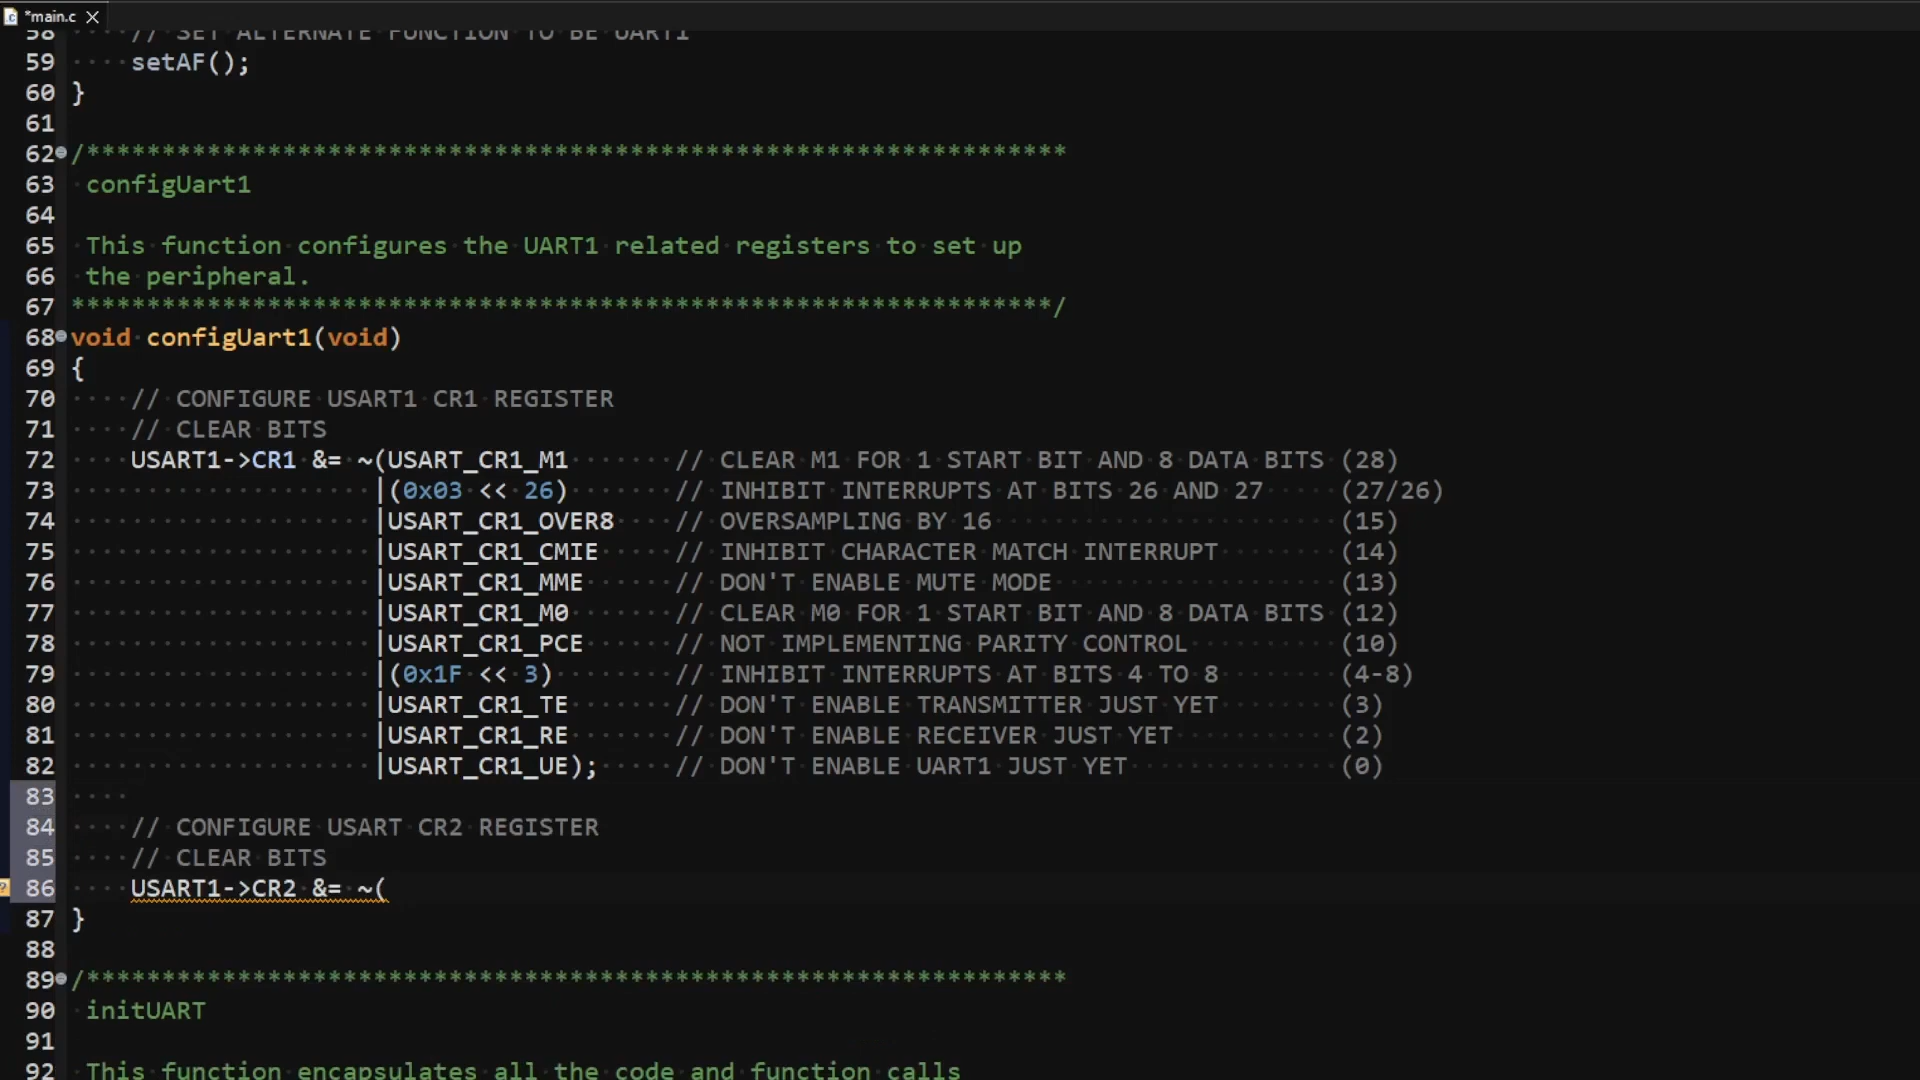 *main.c
58 // SET ALTERNATE FUNCTION TO BE UART1
59 setAF();
60 }
61
62 /*****************************************************************
63 configUart1
64
65 This function configures the UART1 related registers to set up
66 the peripheral.
67 *****************************************************************/
68 void configUart1(void)
69 {
70 // CONFIGURE USART1 CR1 REGISTER
71 // CLEAR BITS
72 USART1->CR1 &= ~(USART_CR1_M1 // CLEAR M1 FOR 1 START BIT AND 8 DATA BITS (28)
73 |(0x03 << 26) // INHIBIT INTERRUPTS AT BITS 26 AND 27 (27/26)
74 |USART_CR1_OVER8 // OVERSAMPLING BY 16 (15)
75 |USART_CR1_CMIE // INHIBIT CHARACTER MATCH INTERRUPT (14)
76 |USART_CR1_MME // DON'T ENABLE MUTE MODE (13)
77 |USART_CR1_M0 // CLEAR M0 FOR 1 START BIT AND 8 DATA BITS (12)
78 |USART_CR1_PCE // NOT IMPLEMENTING PARITY CONTROL (10)
79 |(0x1F << 3) // INHIBIT INTERRUPTS AT BITS 4 TO 8 (4-8)
80 |USART_CR1_TE // DON'T ENABLE TRANSMITTER JUST YET (3)
81 |USART_CR1_RE // DON'T ENABLE RECEIVER JUST YET (2)
82 |USART_CR1_UE); // DON'T ENABLE UART1 JUST YET (0)
83
84 // CONFIGURE USART CR2 REGISTER
85 // CLEAR BITS
86 USART1->CR2 &= ~(
87 }
88
89 /*****************************************************************
90 initUART
91
92 This function encapsulates all the code and function calls